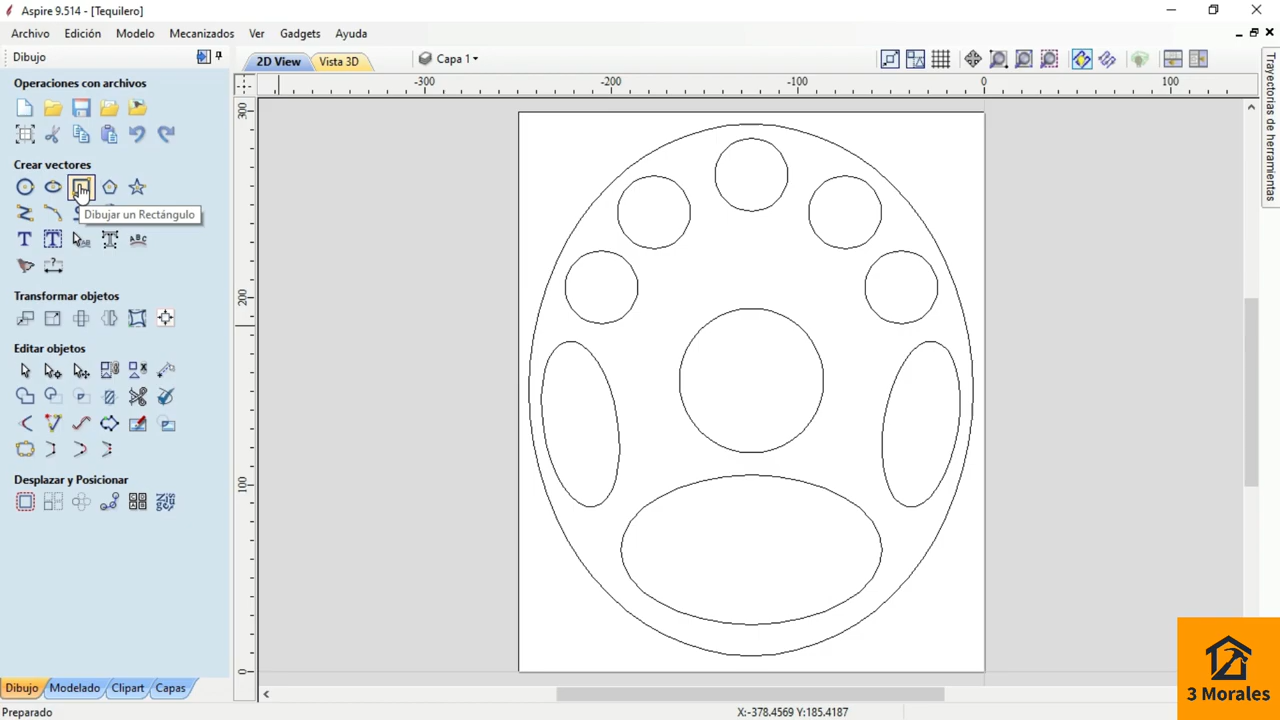 Aspire 9.514 - [Tequilero]
Archivo Edición Modelo Mecanizados Ver Gadgets Ayuda
Dibujo
2D View Vista 3D Capa 1
Operaciones con archivos
-300 -200 -100 0 100
300
200
100
0
Crear vectores
Dibujar un Rectángulo
Transformar objetos
Editar objetos
Desplazar y Posicionar
Trayectorias de herramientas
Dibujo Modelado Clipart Capas
Preparado
X:-378.4569 Y:185.4187
3 Morales